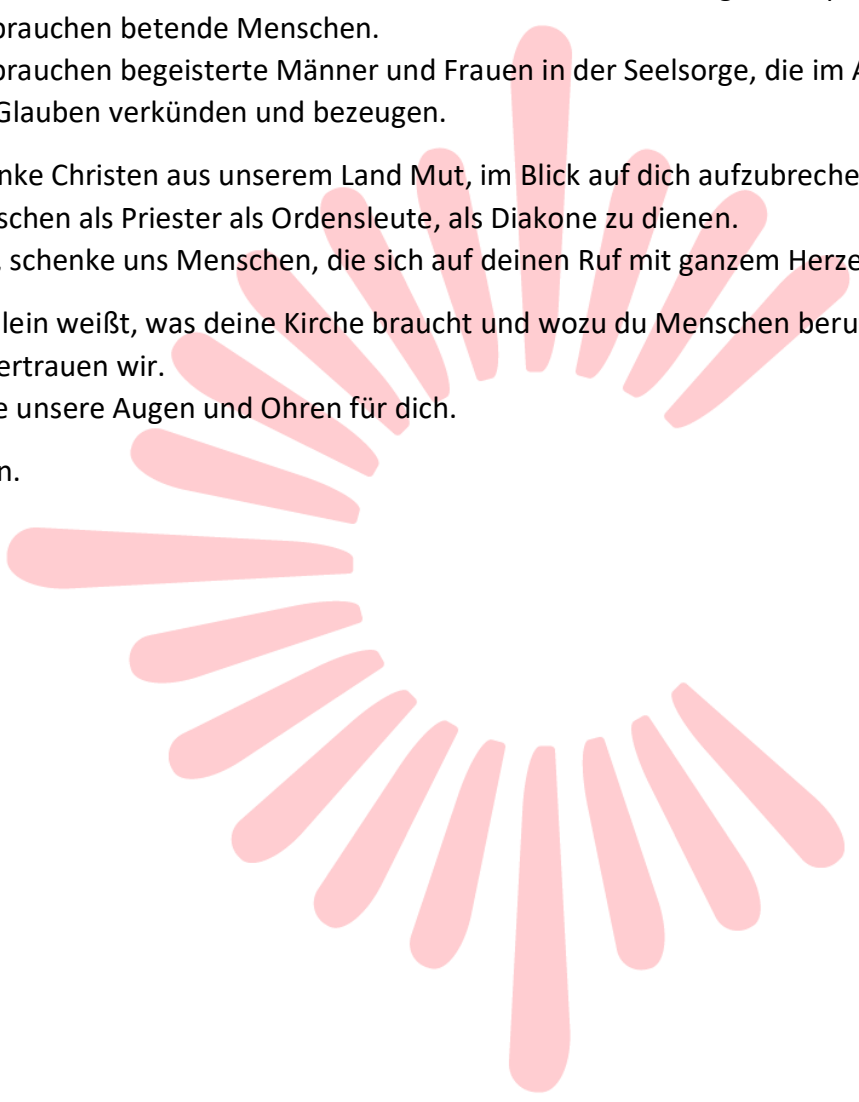 brauchen betende Menschen.
brauchen begeisterte Männer und Frauen in der Seelsorge, die im A
Glauben verkünden und bezeugen.
nke Christen aus unserem Land Mut, im Blick auf dich aufzubreche
schen als Priester als Ordensleute, als Diakone zu dienen.
, schenke uns Menschen, die sich auf deinen Ruf mit ganzem Herze
lein weißt, was deine Kirche braucht und wozu du Menschen beru
ertrauen wir.
e unsere Augen und Ohren für dich.
n.